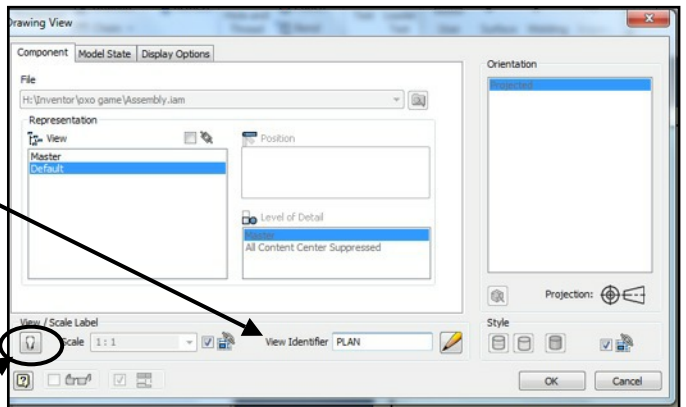 Drawing View
Component Model State Display Options
File
H:\Inventor\oxo game\Assembly.iam
Representation
View
Master
Default
Position
Level of Detail
Master
All Content Center Suppressed
Orientation
Projected
Projection:
View / Scale Label
Scale 1:1
View Identifier PLAN
Style
OK Cancel